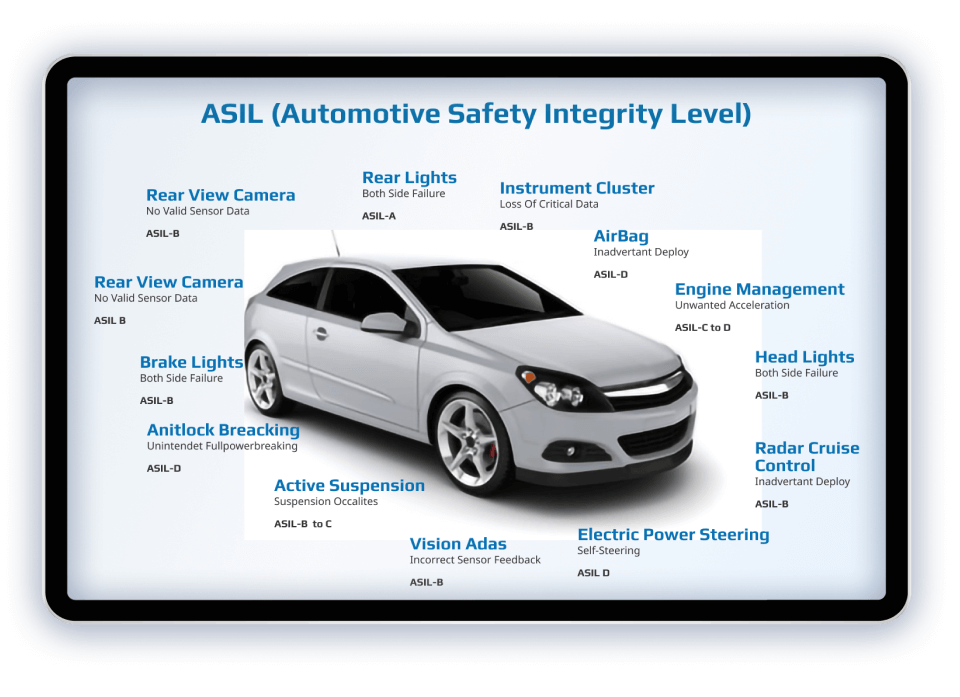 ASIL (Automotive Safety Integrity Level)
Rear View Camera
No Valid Sensor Data
ASIL-B
Rear Lights
Both Side Failure
ASIL-A
Instrument Cluster
Loss Of Critical Data
ASIL-B
AirBag
Inadvertant Deploy
ASIL-D
Rear View Camera
No Valid Sensor Data
ASIL B
Engine Management
Unwanted Acceleration
ASIL-C to D
Brake Lights
Both Side Failure
ASIL-B
Head Lights
Both Side Failure
ASIL-B
Anitlock Breacking
Unintendet Fullpowerbreaking
ASIL-D
Radar Cruise
Control
Inadvertant Deploy
ASIL-B
Active Suspension
Suspension Occalites
ASIL-B to C
Vision Adas
Incorrect Sensor Feedback
ASIL-B
Electric Power Steering
Self-Steering
ASIL D